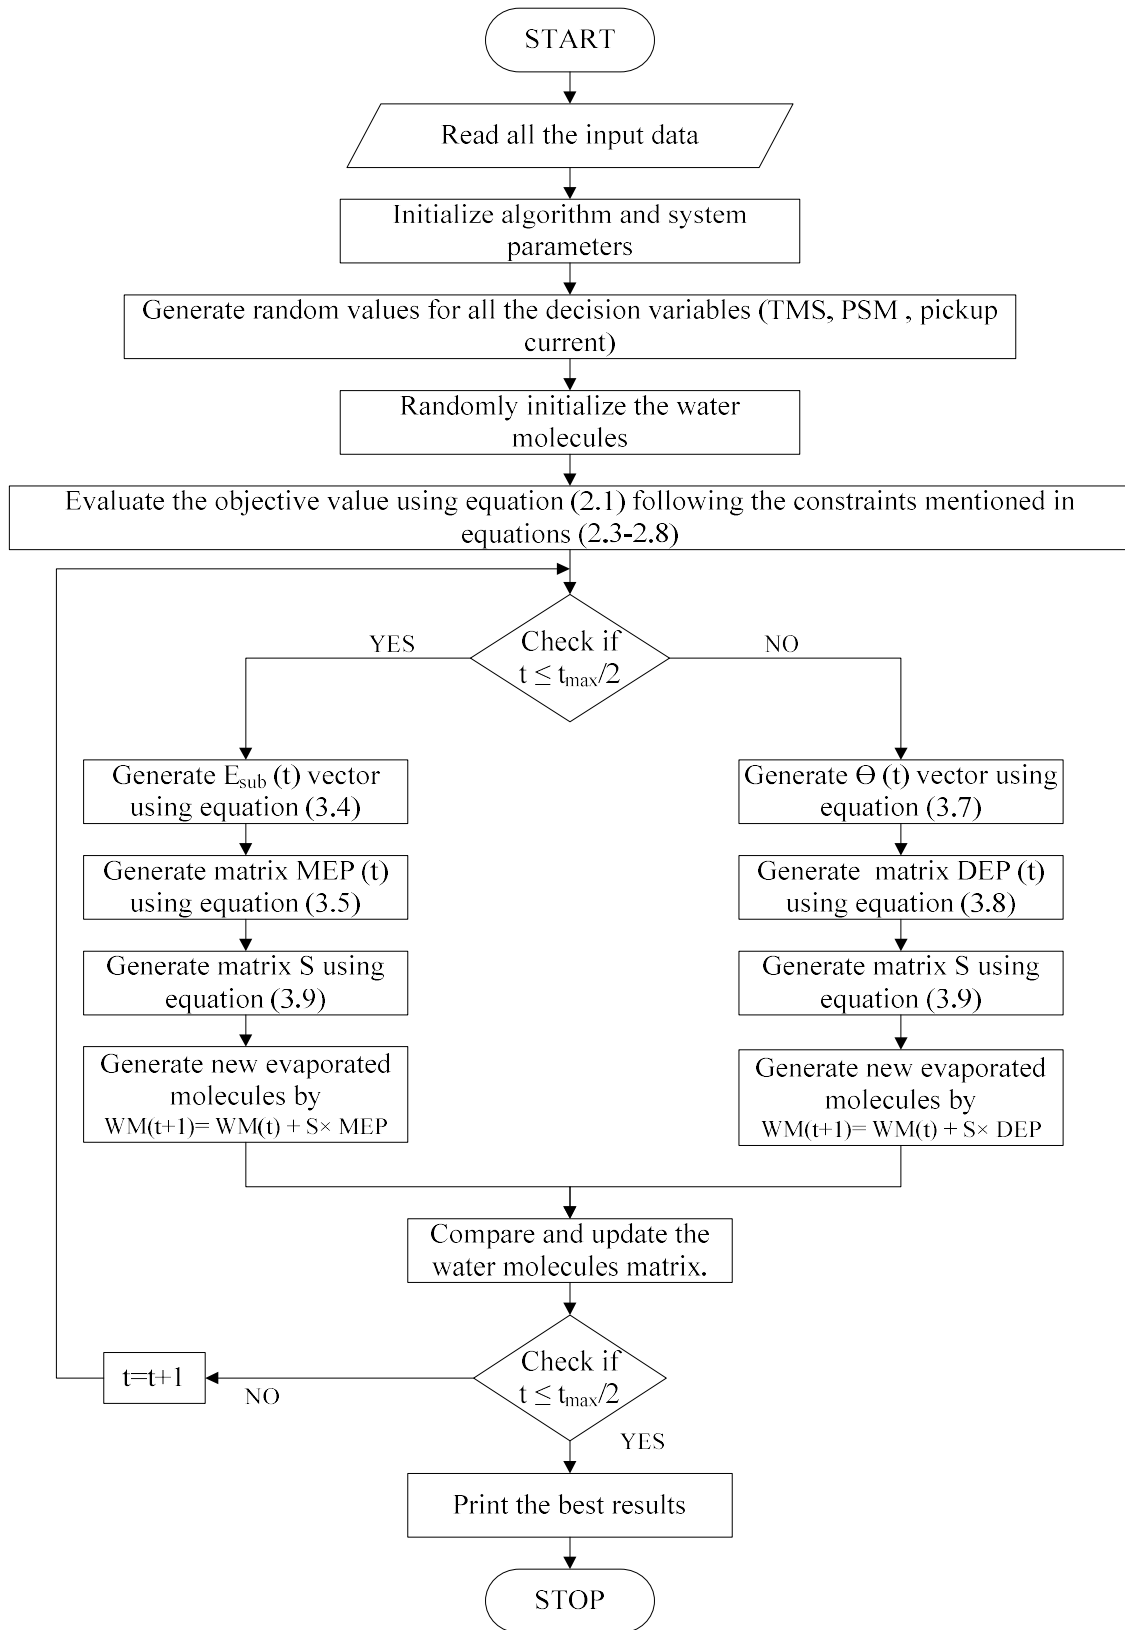 START
Read all the input data
Initialize algorithm and system
parameters
Generate random values for all the decision variables (TMS, PSM , pickup
current)
Randomly initialize the water
molecules
Evaluate the objective value using equation (2.1) following the constraints mentioned in
equations (2.3-2.8)
Check if
t ≤ tmax/2
YES
NO
Generate Esub (t) vector
using equation (3.4)
Generate matrix MEP (t)
using equation (3.5)
Generate matrix S using
equation (3.9)
Generate new evaporated
molecules by
WM(t+1)= WM(t) + S× MEP
Generate Ө (t) vector using
equation (3.7)
Generate  matrix DEP (t)
using equation (3.8)
Generate matrix S using
equation (3.9)
Generate new evaporated
molecules by
WM(t+1)= WM(t) + S× DEP
Compare and update the
water molecules matrix.
Check if
t ≤ tmax/2
t=t+1
NO
YES
Print the best results
STOP